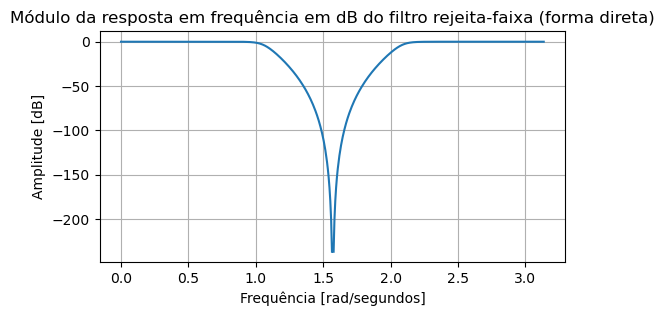 Módulo da resposta em frequência em dB do filtro rejeita-faixa (forma direta)
Amplitude [dB]
0
−50
−100
−150
−200
0.0 0.5 1.0 1.5 2.0 2.5 3.0
Frequência [rad/segundos]